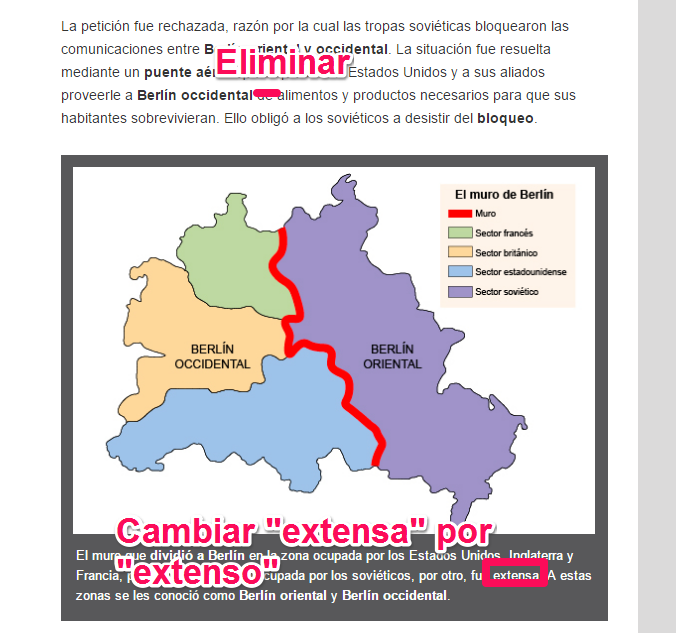 La petición fue rechazada, razón por la cual las tropas soviéticas bloquearon las
comunicaciones entre y occidental. La situación fue resuelta
Eliminar
mediante un puente Estados Unidos y a sus aliados
proveerle a Berlín occidental de alimentos y productos necesarios para que sus
habitantes sobrevivieran. Ello obligó a los soviéticos a desistir del bloqueo.
El muro de Berlín
Muro
Sector francés
Sector británico
Sector estadounidense
Sector soviético
BERLÍN
OCCIDENTAL
BERLÍN
ORIENTAL
Cambiar "extensa" por
"extenso"
El muro que dividió a Berlín en la zona ocupada por los Estados Unidos, Inglaterra y
Francia, ocupada por los soviéticos, por otro, extensa. A estas
zonas se les conoció como Berlín oriental y Berlín occidental.